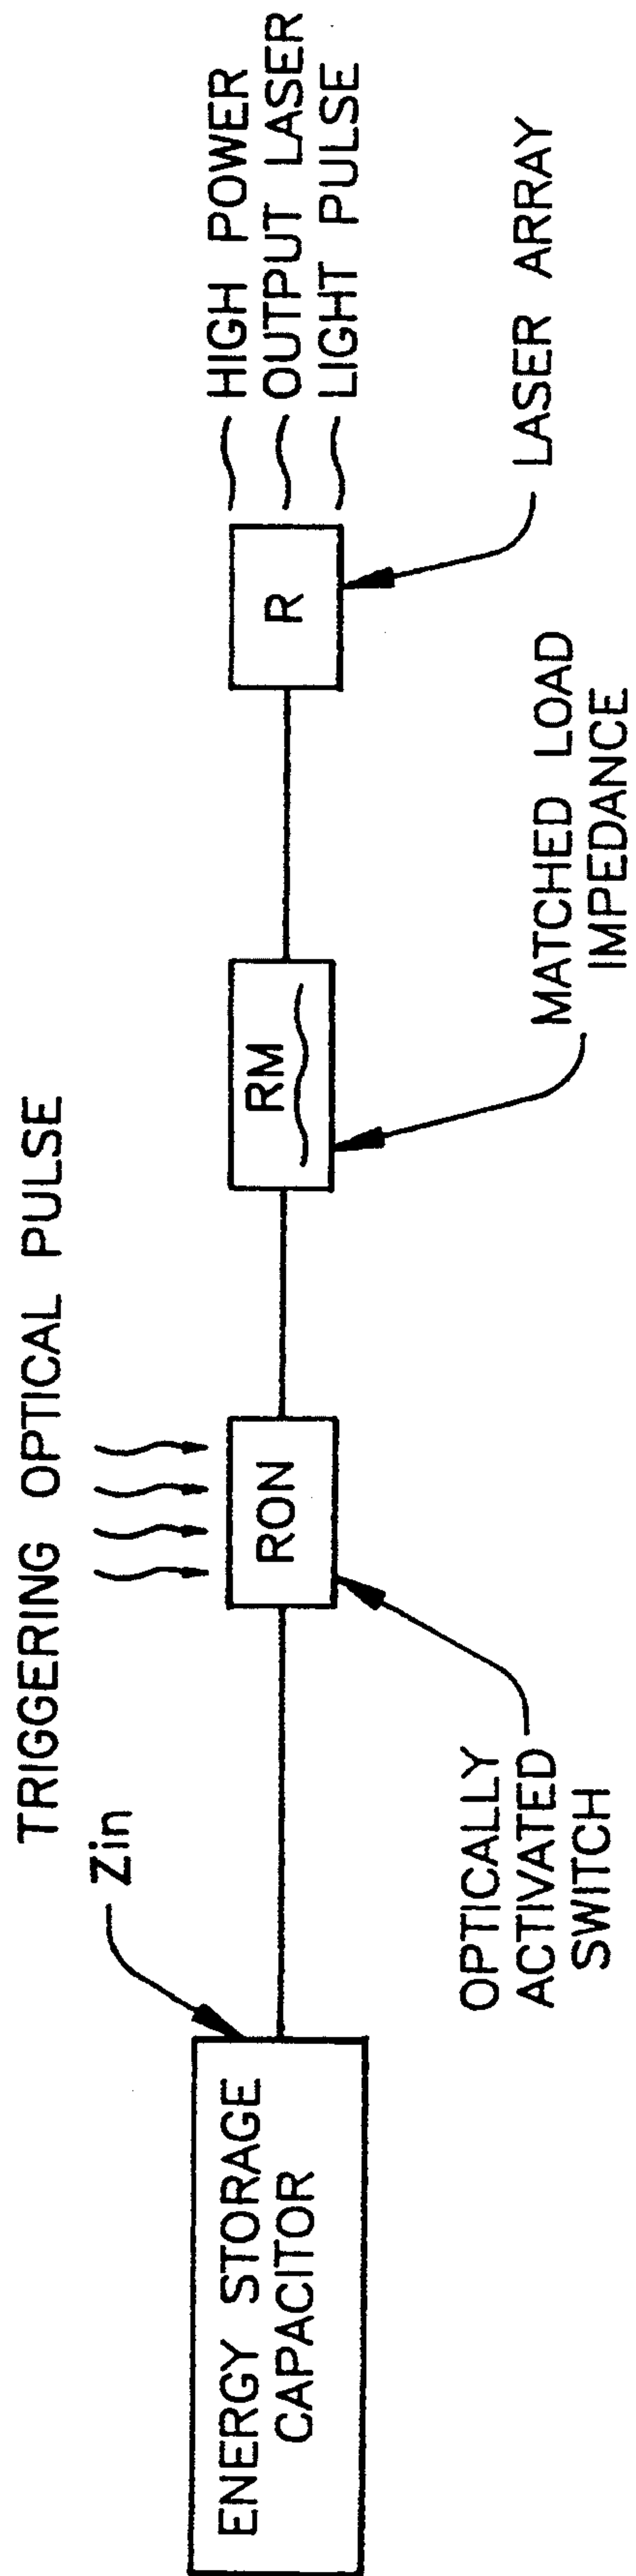 TRIGGERING OPTICAL PULSE
Zin
ENERGY STORAGE
CAPACITOR
RON
RM
R
HIGH POWER
OUTPUT LASER
LIGHT PULSE
OPTICALLY
ACTIVATED
SWITCH
MATCHED LOAD
IMPEDANCE
LASER ARRAY